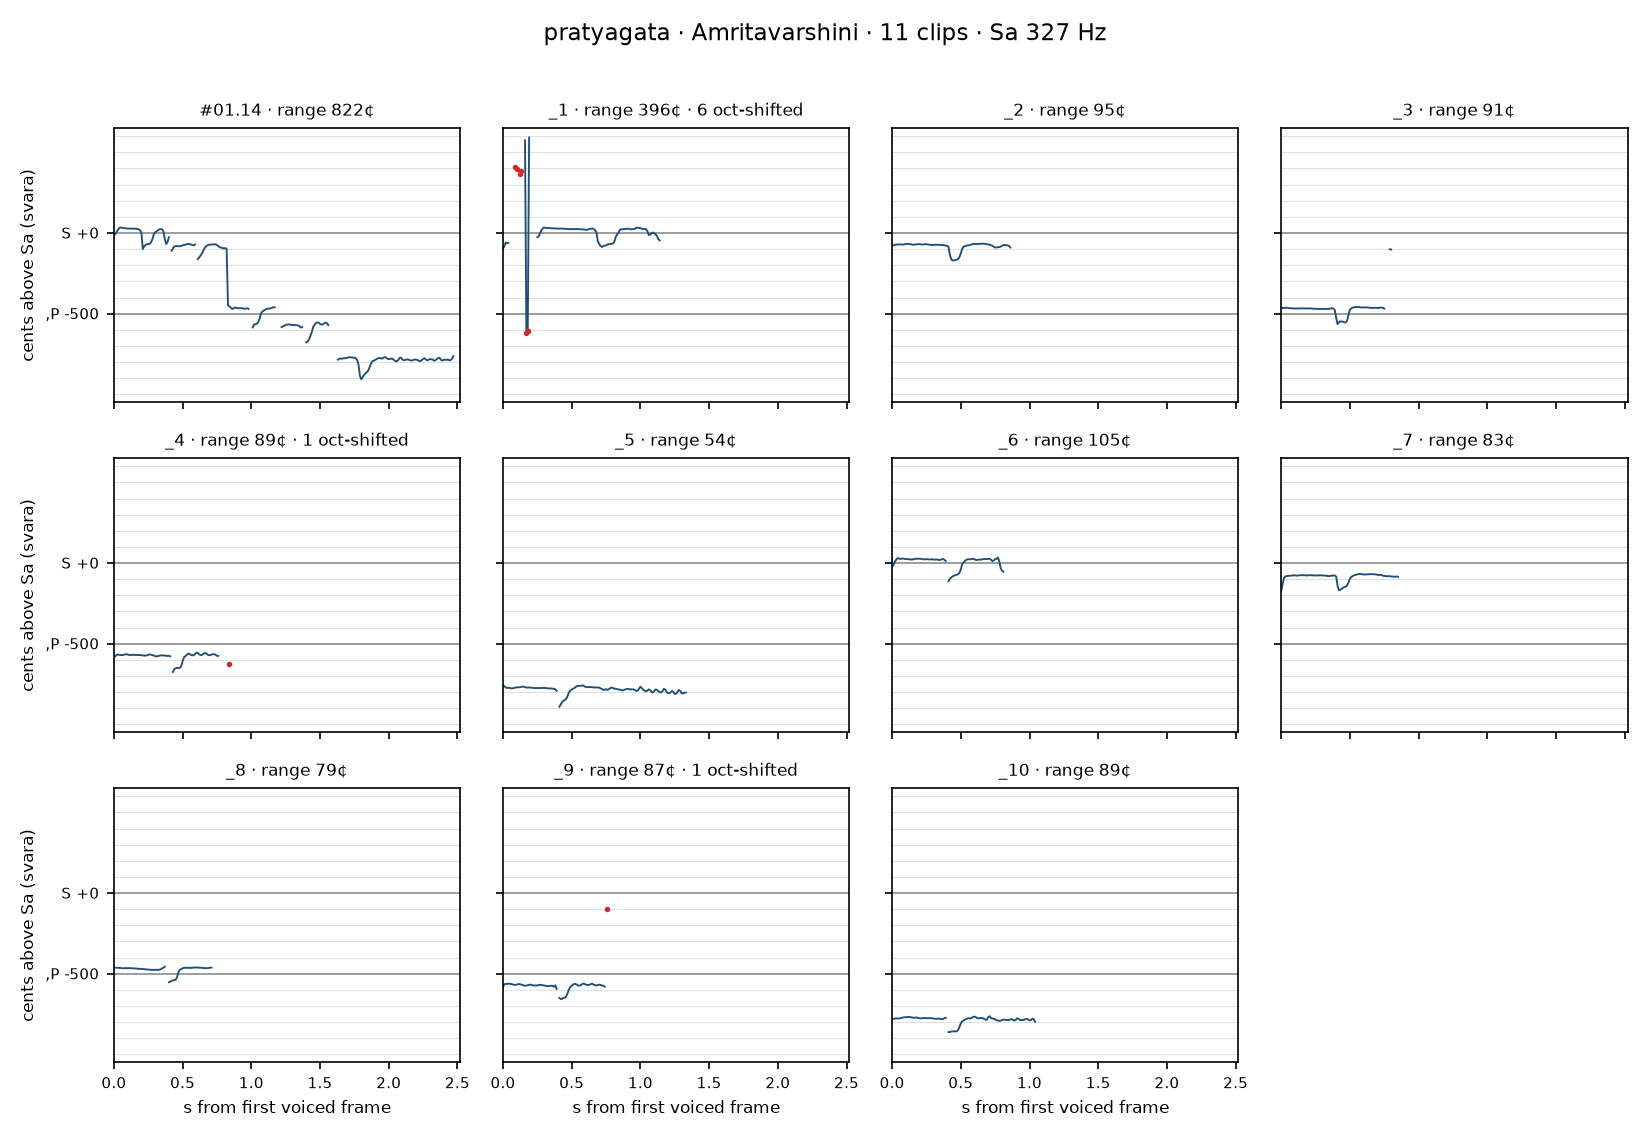 pratyagata · Amritavarshini · 11 clips · Sa 327 Hz
#01.14 · range 822¢
_1 · range 396¢ · 6 oct-shifted
_2 · range 95¢
_3 · range 91¢
cents above Sa (svara)
S +0
,P -500
_4 · range 89¢ · 1 oct-shifted
_5 · range 54¢
_6 · range 105¢
_7 · range 83¢
cents above Sa (svara)
S +0
,P -500
_8 · range 79¢
_9 · range 87¢ · 1 oct-shifted
_10 · range 89¢
cents above Sa (svara)
S +0
,P -500
0.0 0.5 1.0 1.5 2.0 2.5
0.0 0.5 1.0 1.5 2.0 2.5
0.0 0.5 1.0 1.5 2.0 2.5
s from first voiced frame
s from first voiced frame
s from first voiced frame